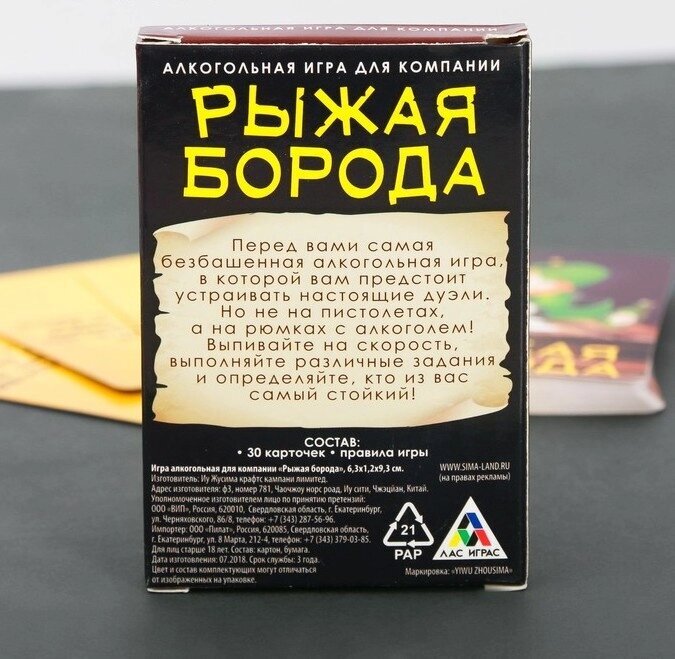 АЛКОГОЛЬНАЯ ИГРА ДЛЯ КОМПАНИИ
РЫЖАЯ
БОРОДА
Перед вами самая
безбашенная алкогольная игра,
в которой вам предстоит
устраивать настоящие дуэли.
Но не на пистолетах,
а на рюмках с алкоголем!
Выпивайте на скорость,
выполняйте различные задания
и определяйте, кто из вас
самый стойкий!
СОСТАВ:
• 30 карточек • правила игры
Игра алкогольная для компании «Рыжая борода», 6,3х1,2х9,3 см.
Изготовитель: Иу Жусима крафтс кампани лимитед.
Адрес изготовителя: ф3, номер 781, Чаочжоу норс роад, Иу сити, Чжэцйан, Китай.
Уполномоченное изготовителем лицо по принятию претензий:
ООО «ВИП», Россия, 620010, Свердловская область, г. Екатеринбург,
ул. Черняховского, 86/8, телефон: +7 (343) 287-56-96.
Импортер: ООО «Пилат», Россия, 620085, Свердловская область,
г. Екатеринбург, ул. 8 Марта, 212-4, телефон: +7 (343) 379-03-85.
Для лиц старше 18 лет. Состав: картон, бумага.
Дата изготовления: 07.2018. Срок службы: 3 года.
Цвет и состав комплектующих могут отличаться
от изображенных на упаковке.
WWW.SIMA-LAND.RU
(на правах рекламы)
21
PAP
ЛАС ИГРАС
Маркировка: «YIWU ZHOUSIMA»